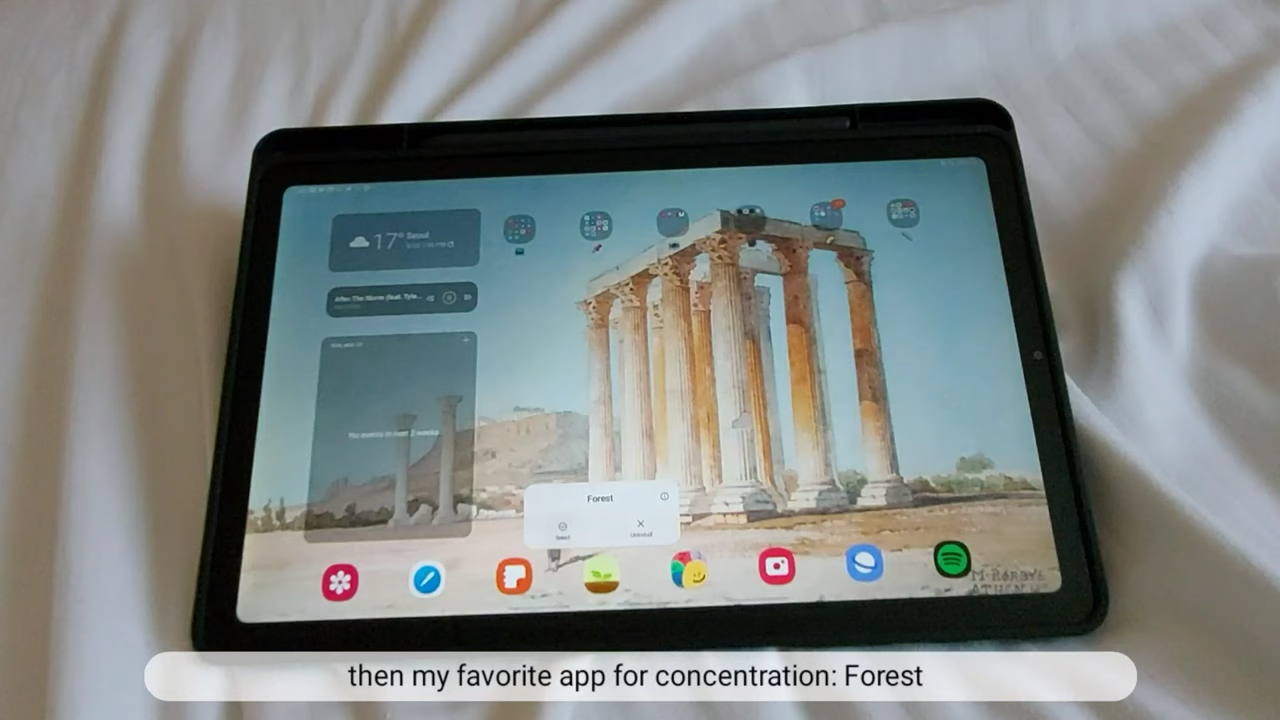 17° Seoul
After The Storm (feat. Tyle...
No events in next 2 weeks
Forest
Select
Uninstall
M·RØRBYE
then my favorite app for concentration: Forest